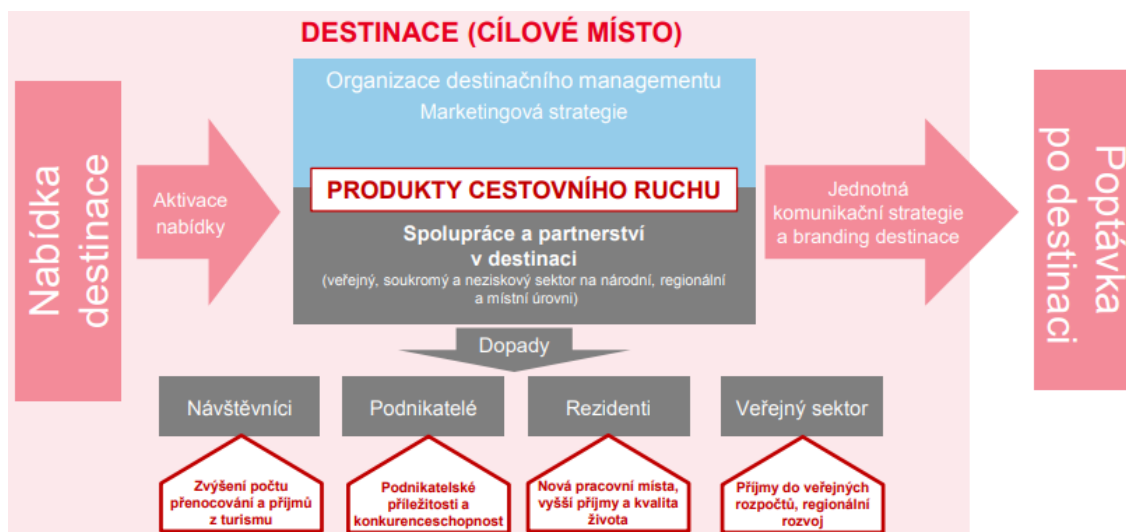 DESTINACE (CÍLOVÉ MÍSTO)
Nabídka
destinace
Aktivace
nabídky
Organizace destinačního managementu
Marketingová strategie
PRODUKTY CESTOVNÍHO RUCHU
Spolupráce a partnerství
v destinaci
(veřejný, soukromý a neziskový sektor na národní, regionální
a místní úrovni)
Jednotná
komunikační strategie
a branding destinace
Poptávka
po destinaci
Dopady
Návštěvníci
Podnikatelé
Rezidenti
Veřejný sektor
Zvýšení počtu
přenocování a příjmů
z turismu
Podnikatelské
příležitosti a
konkurenceschopnost
Nová pracovní místa,
vyšší příjmy a kvalita
života
Příjmy do veřejných
rozpočtů, regionální
rozvoj